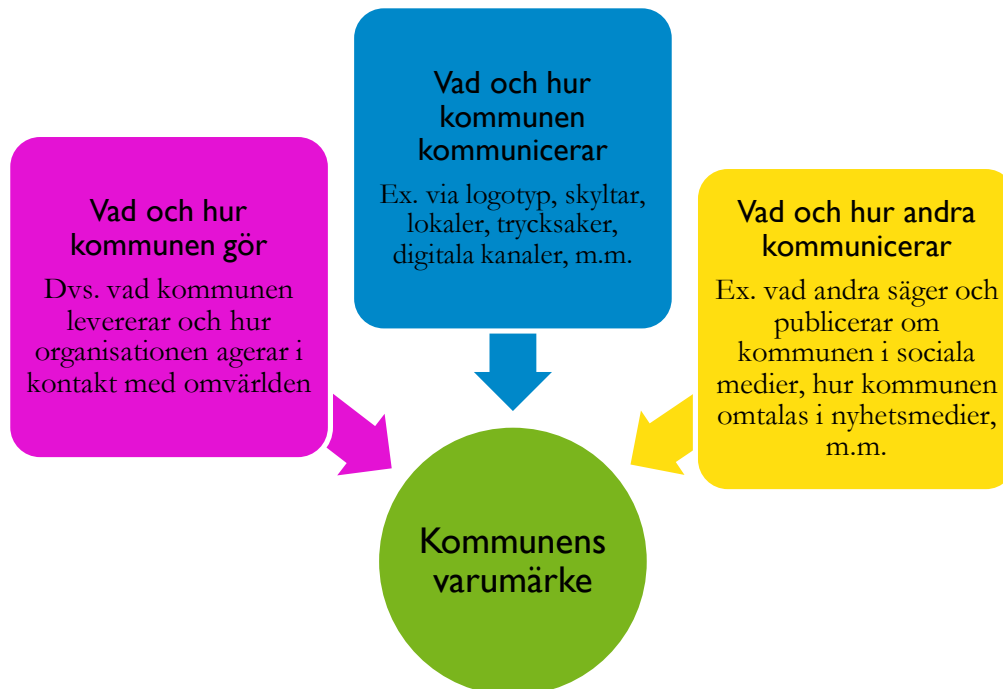 Vad och hur
kommunen gör
Dvs. vad kommunen
levererar och hur
organisationen agerar i
kontakt med omvärlden
Vad och hur
kommunen
kommunicerar
Ex. via logotyp, skyltar,
lokaler, trycksaker,
digitala kanaler, m.m.
Vad och hur andra
kommunicerar
Ex. vad andra säger och
publicerar om
kommunen i sociala
medier, hur kommunen
omtalas i nyhetsmedier,
m.m.
Kommunens
varumärke